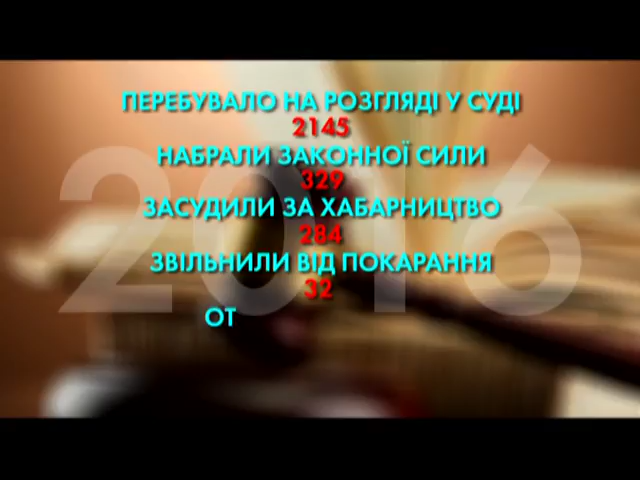 ПЕРЕБУВАЛО НА РОЗГЛЯДІ У СУДІ
2145
НАБРАЛИ ЗАКОННОЇ СИЛИ
329
ЗАСУДИЛИ ЗА ХАБАРНИЦТВО
284
ЗВІЛЬНИЛИ ВІД ПОКАРАННЯ
32
ОТ
2016